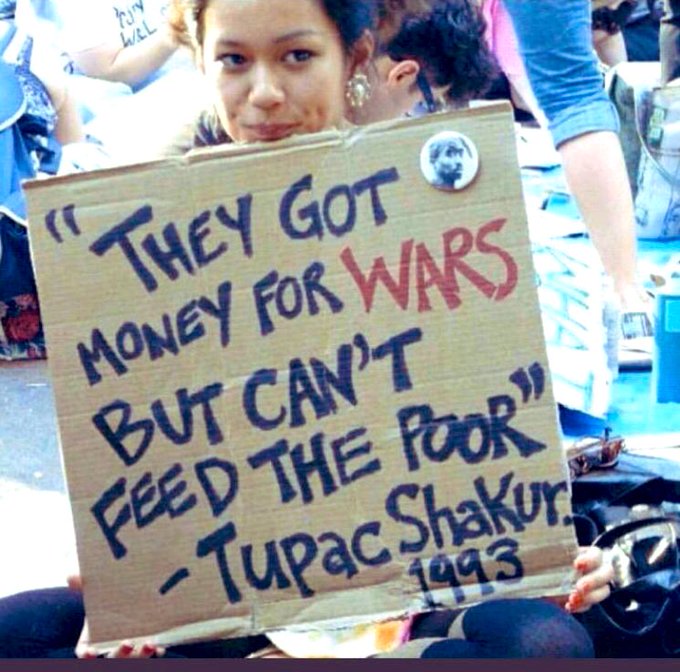 "THEY GOT
MONEY FOR WARS
BUT CAN'T
FEED THE POOR"
- Tupac Shakur.
1993